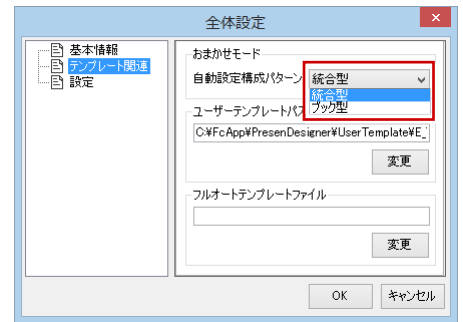 全体設定
×
基本情報
テンプレート関連
設定
おまかせモード
自動設定構成パターン 統合型
統合型
ブック型
ユーザーテンプレートパス
C:¥FcApp¥PresenDesigner¥UserTemplate¥E_
変更
フルオートテンプレートファイル
変更
OK キャンセル